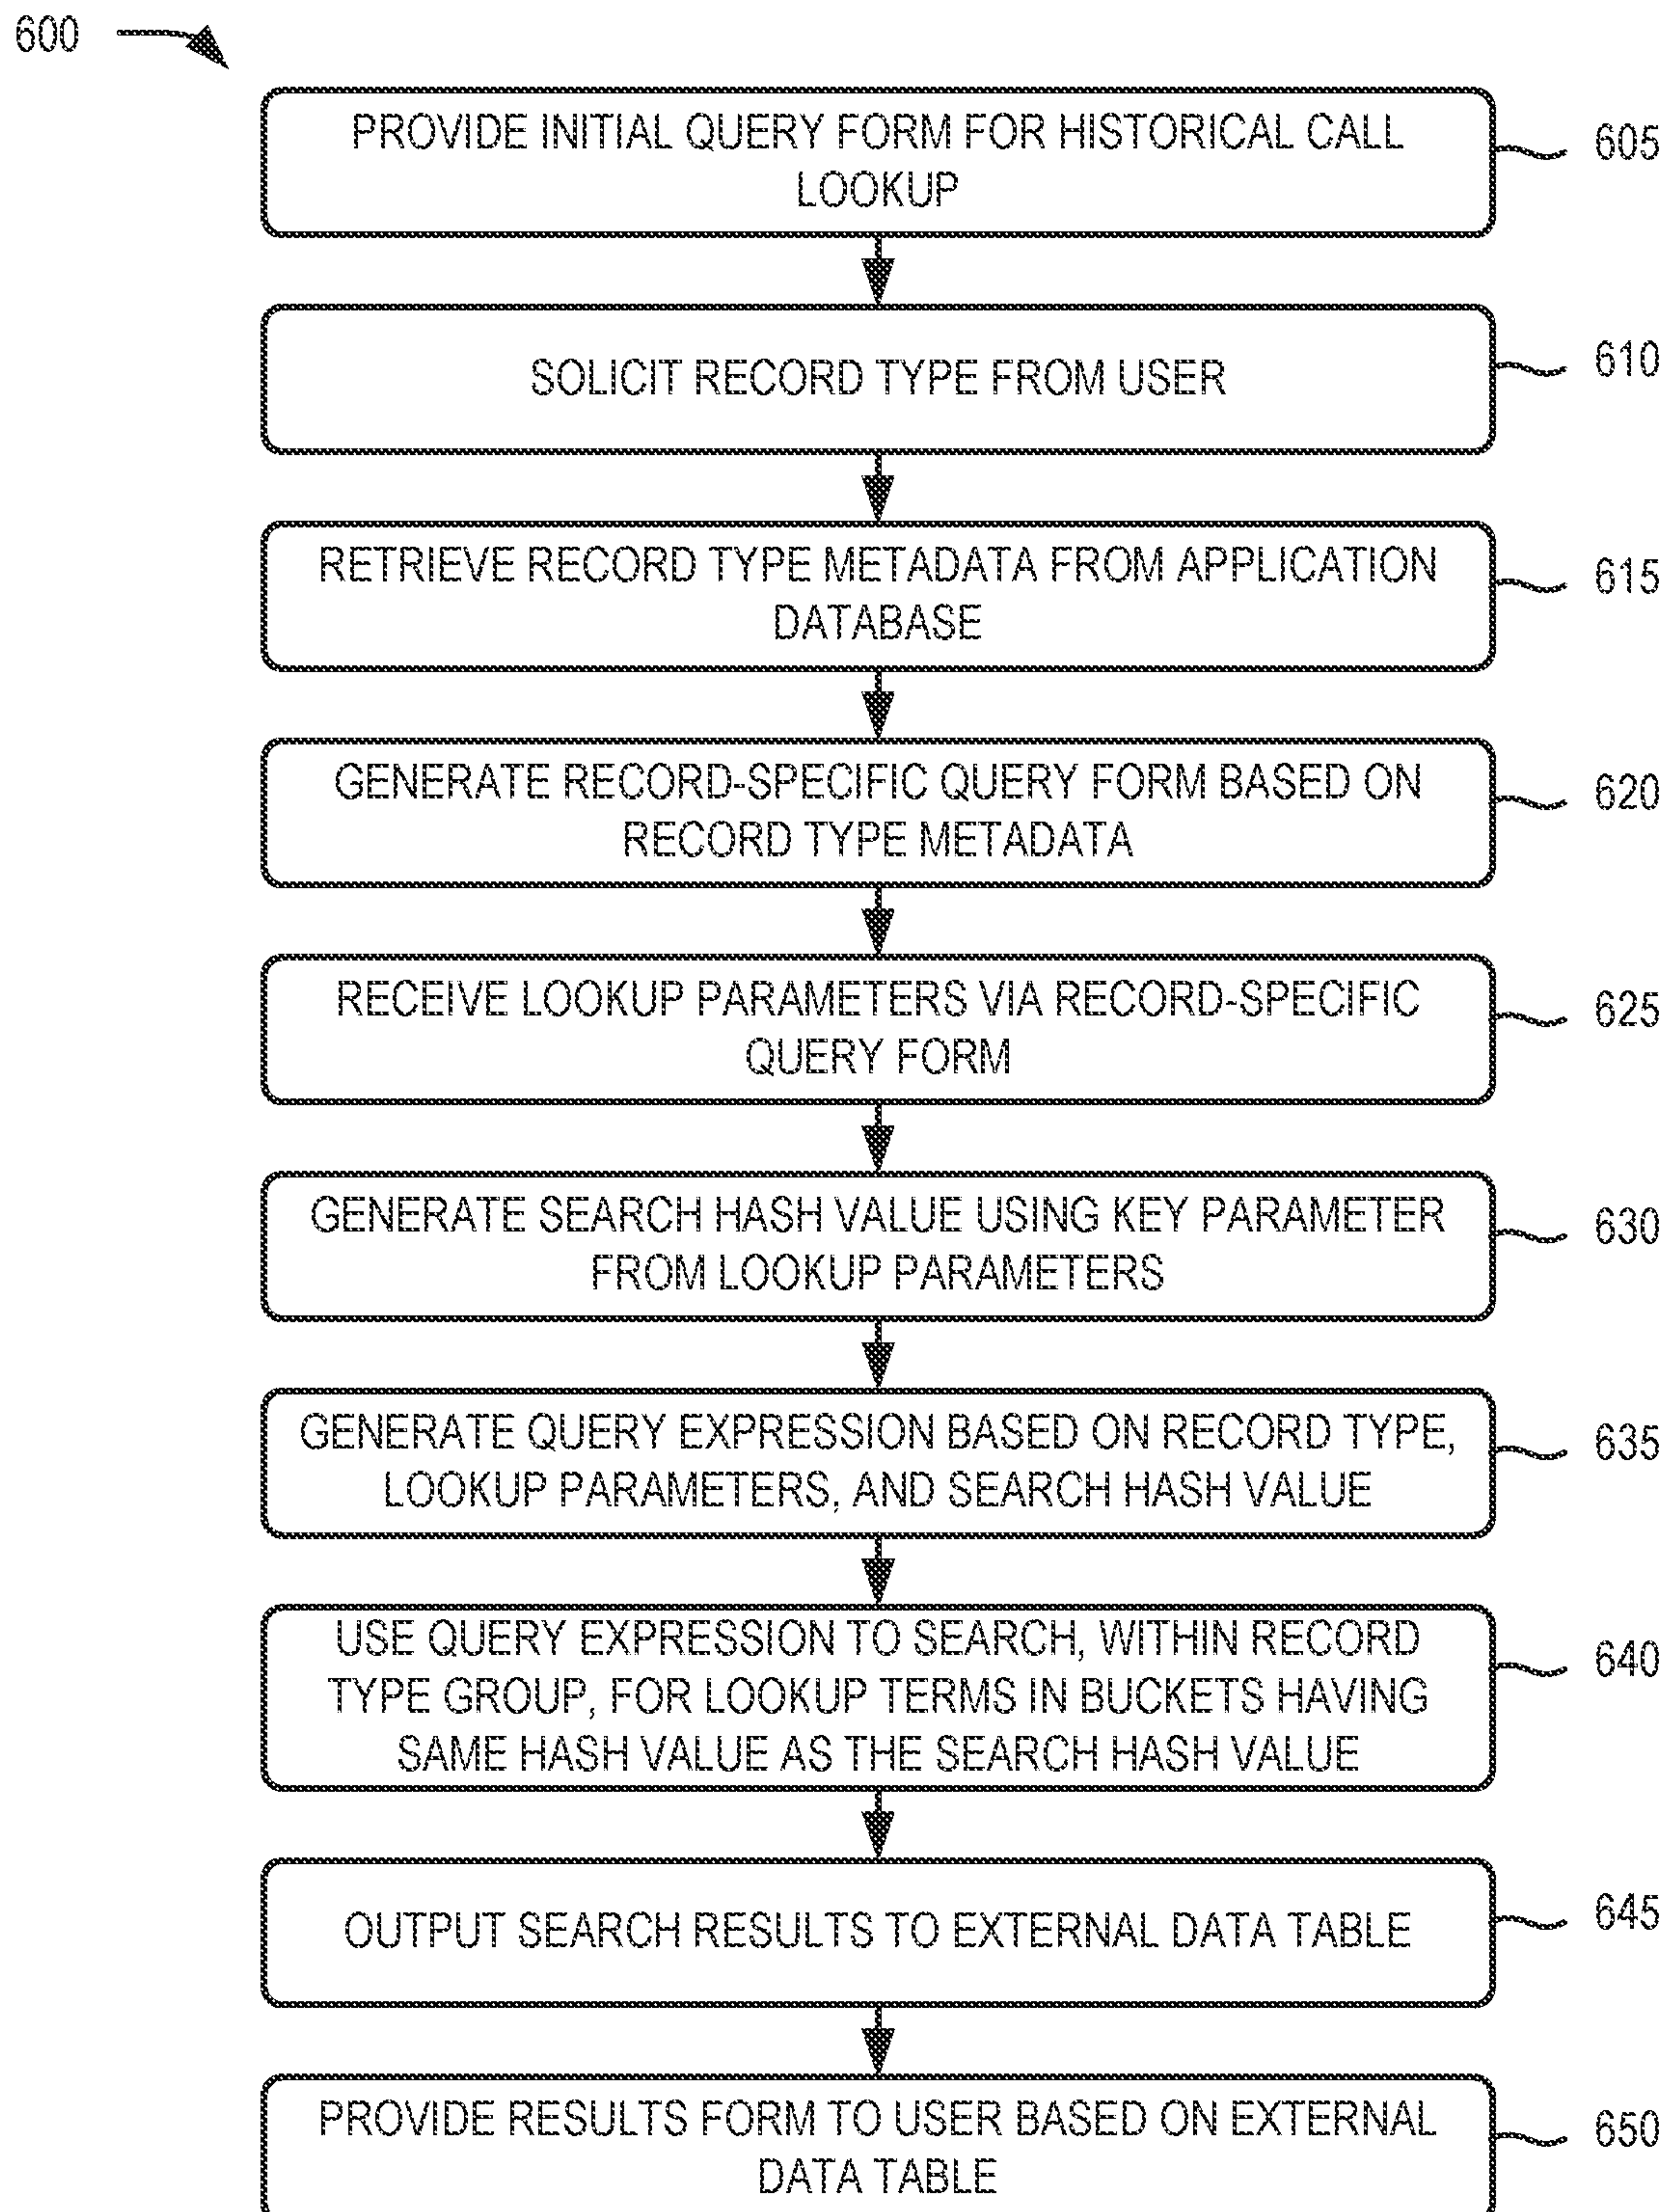 600
PROVIDE INITIAL QUERY FORM FOR HISTORICAL CALL
LOOKUP
605
SOLICIT RECORD TYPE FROM USER
610
RETRIEVE RECORD TYPE METADATA FROM APPLICATION
DATABASE
615
GENERATE RECORD-SPECIFIC QUERY FORM BASED ON
RECORD TYPE METADATA
620
RECEIVE LOOKUP PARAMETERS VIA RECORD-SPECIFIC
QUERY FORM
625
GENERATE SEARCH HASH VALUE USING KEY PARAMETER
FROM LOOKUP PARAMETERS
630
GENERATE QUERY EXPRESSION BASED ON RECORD TYPE,
LOOKUP PARAMETERS, AND SEARCH HASH VALUE
635
USE QUERY EXPRESSION TO SEARCH, WITHIN RECORD
TYPE GROUP, FOR LOOKUP TERMS IN BUCKETS HAVING
SAME HASH VALUE AS THE SEARCH HASH VALUE
640
OUTPUT SEARCH RESULTS TO EXTERNAL DATA TABLE
645
PROVIDE RESULTS FORM TO USER BASED ON EXTERNAL
DATA TABLE
650